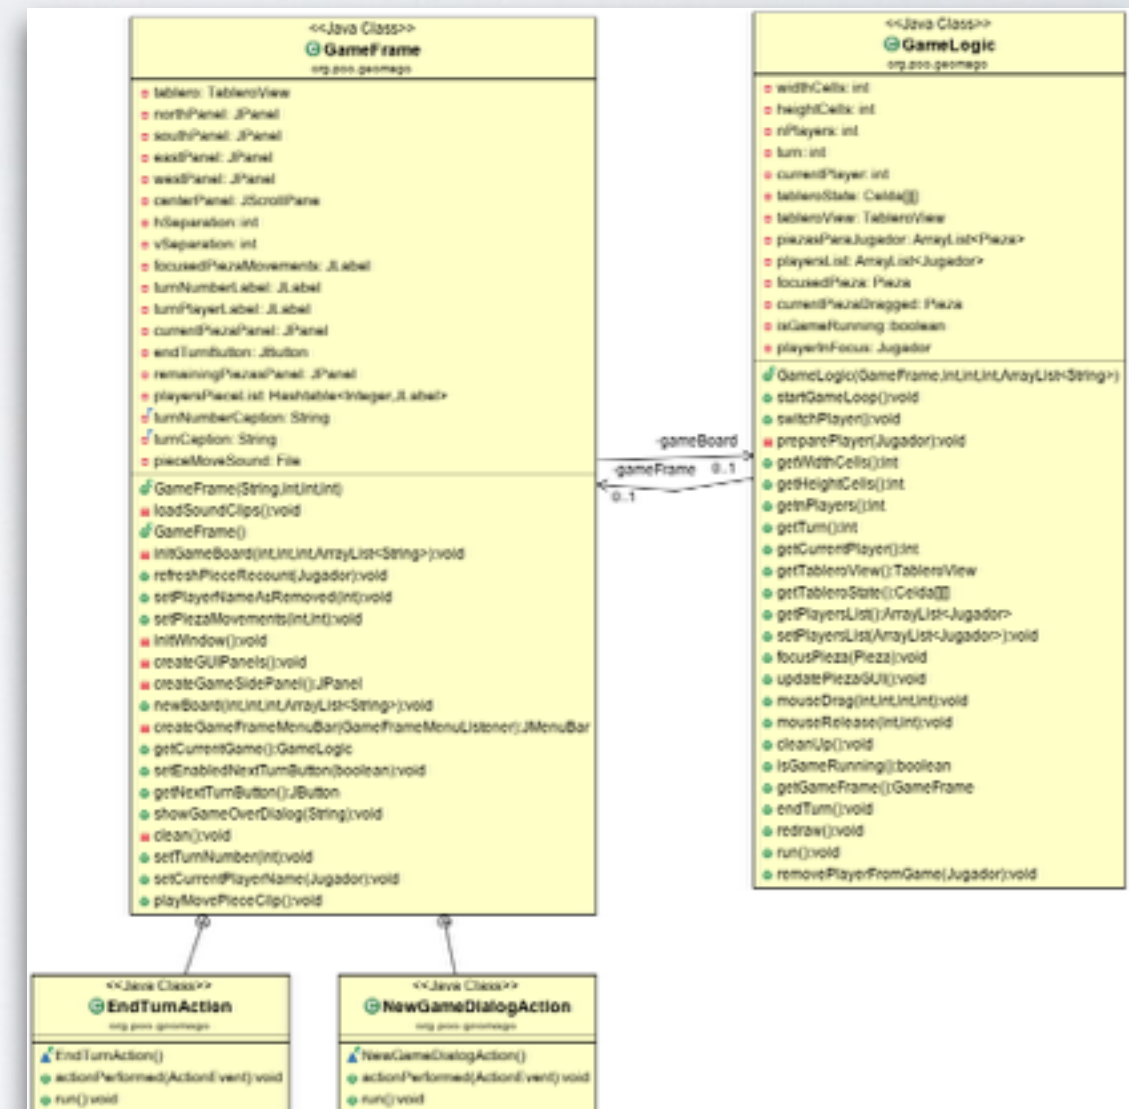 <<Java Class>>
GameFrame
org.poo.geomago
tablero: TableroView
northPanel: JPanel
southPanel: JPanel
eastPanel: JPanel
westPanel: JPanel
centerPanel: JScrollPane
hSeparation: int
vSeparation: int
focusedPiezaMovements: JLabel
turnNumberLabel: JLabel
turnPlayerLabel: JLabel
currentPiezaPanel: JPanel
endTurnButton: JButton
remainingPiezasPanel: JPanel
playersPieceList: Hashtable<Integer,JLabel>
turnNumberCaption: String
turnCaption: String
pieceMoveSound: File
GameFrame(String,int,int,int)
loadSoundClips():void
GameFrame()
initGameBoard(int,int,int,ArrayList<String>):void
refreshPieceRecount(Jugador):void
setPlayerNameAsRemoved(int):void
setPiezaMovements(int,int):void
initWindow():void
createGUIPanels():void
createGameSidePanel():JPanel
newBoard(int,int,int,ArrayList<String>):void
createGameFrameMenuBar(GameFrameMenuListener):JMenuBar
getCurrentGame():GameLogic
setEnabledNextTurnButton(boolean):void
getNextTurnButton():JButton
showGameOverDialog(String):void
clean():void
setTurnNumber(int):void
setCurrentPlayerName(Jugador):void
playMovePieceClip():void
-gameBoard
0..1
-gameFrame
0..1
<<Java Class>>
GameLogic
org.poo.geomago
widthCells: int
heightCells: int
nPlayers: int
turn: int
currentPlayer: int
tableroState: Celda[][]
tableroView: TableroView
piezasParaJugador: ArrayList<Pieza>
playersList: ArrayList<Jugador>
focusedPieza: Pieza
currentPiezaDragged: Pieza
isGameRunning: boolean
playerInFocus: Jugador
GameLogic(GameFrame,int,int,int,ArrayList<String>)
startGameLoop():void
switchPlayer():void
preparePlayer(Jugador):void
getWidthCells():int
getHeightCells():int
getnPlayers():int
getTurn():int
getCurrentPlayer():int
getTableroView():TableroView
getTableroState():Celda[][]
getPlayersList():ArrayList<Jugador>
setPlayersList(ArrayList<Jugador>):void
focusPieza(Pieza):void
updatePiezaGUI():void
mouseDrag(int,int,int,int):void
mouseRelease(int,int):void
cleanUp():void
isGameRunning():boolean
getGameFrame():GameFrame
endTurn():void
redraw():void
run():void
removePlayerFromGame(Jugador):void
<<Java Class>>
EndTurnAction
org.poo.geomago
EndTurnAction()
actionPerformed(ActionEvent):void
run():void
<<Java Class>>
NewGameDialogAction
org.poo.geomago
NewGameDialogAction()
actionPerformed(ActionEvent):void
run():void